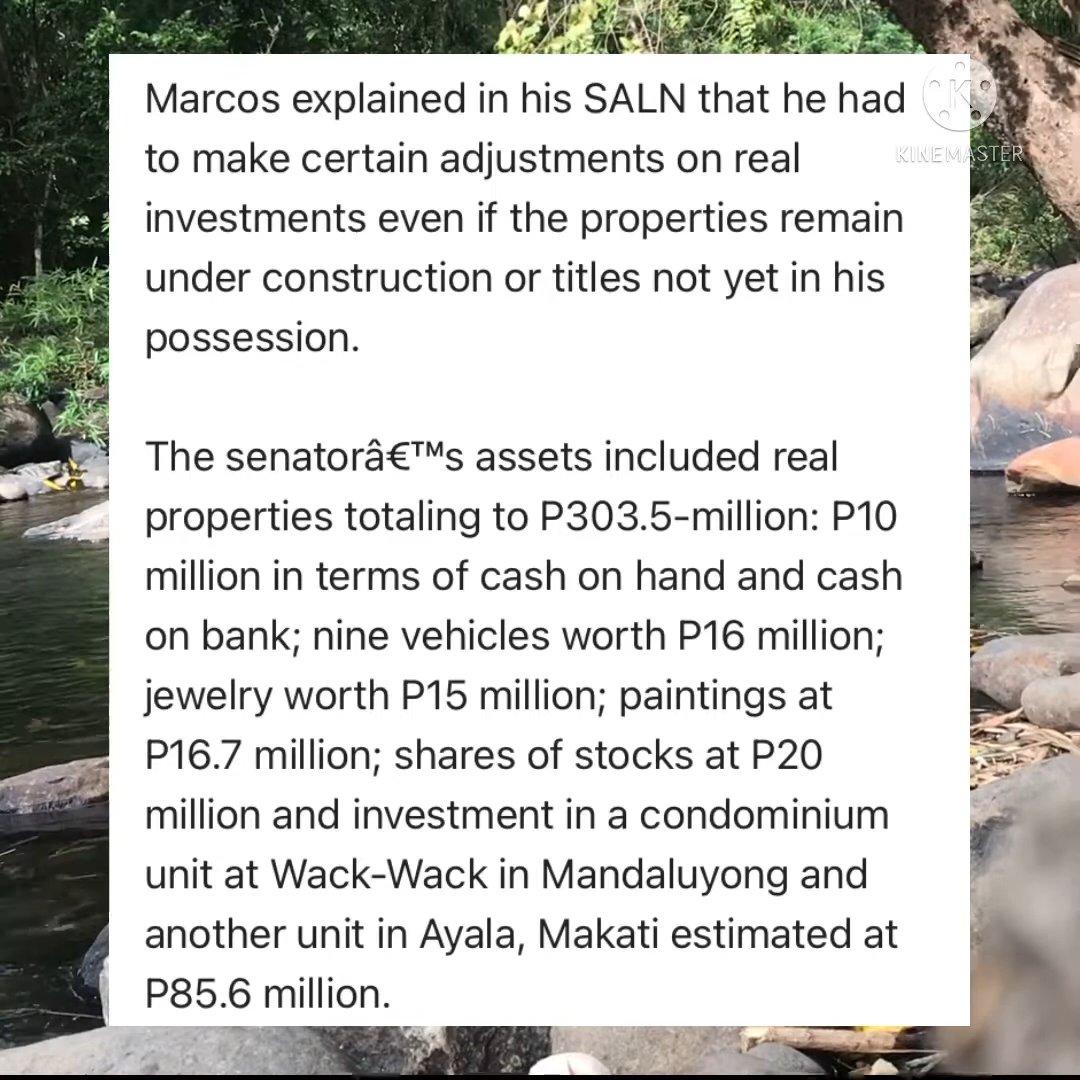 Marcos explained in his SALN that he had
to make certain adjustments on real
investments even if the properties remain
under construction or titles not yet in his
possession.
The senatorâ€™s assets included real
properties totaling to P303.5-million: P10
million in terms of cash on hand and cash
on bank; nine vehicles worth P16 million;
jewelry worth P15 million; paintings at
P16.7 million; shares of stocks at P20
million and investment in a condominium
unit at Wack-Wack in Mandaluyong and
another unit in Ayala, Makati estimated at
P85.6 million.
K
KINEMASTER